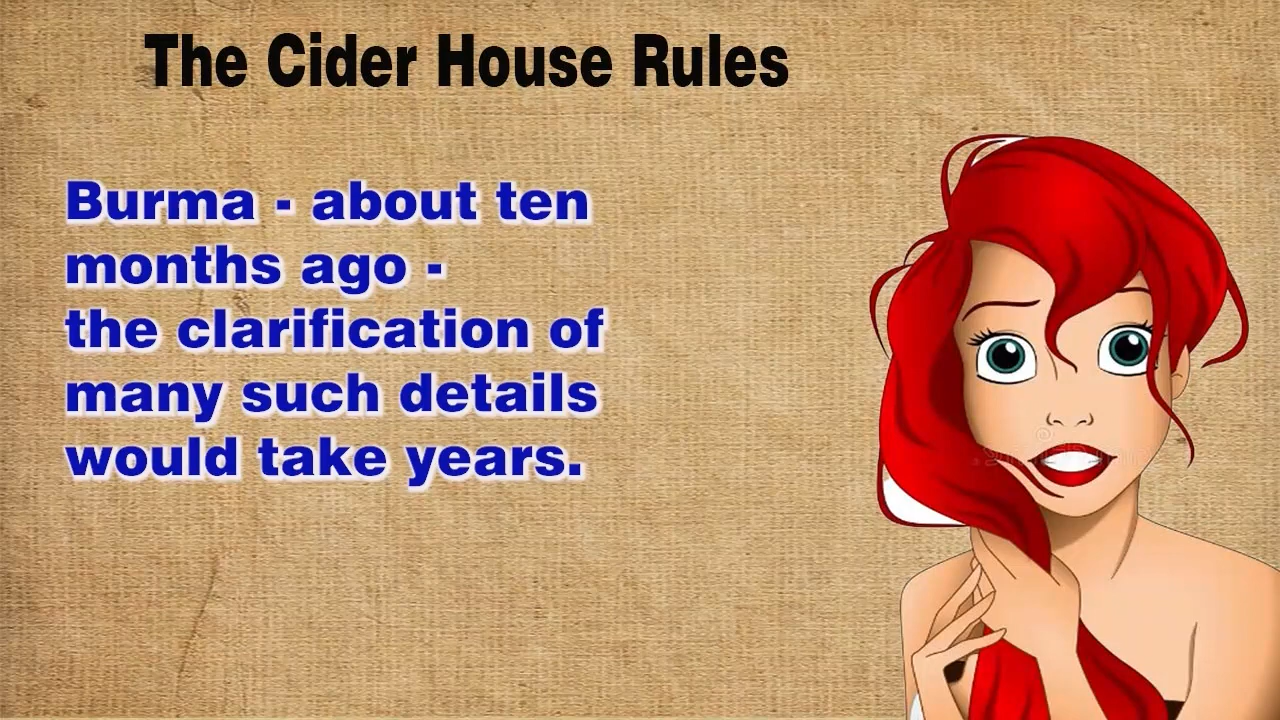 The Cider House Rules
Burma - about ten
months ago -
the clarification of
many such details
would take years.